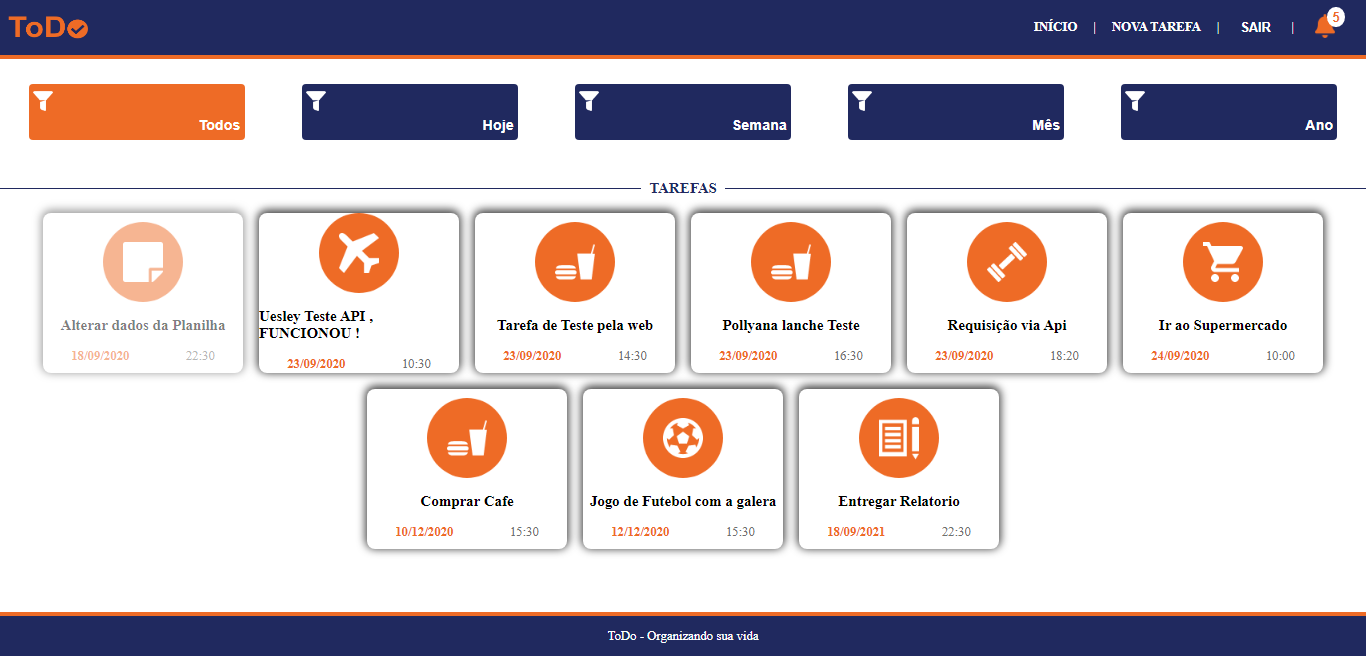 ToDo
INÍCIO | NOVA TAREFA | SAIR | 5
Todos
Hoje
Semana
Mês
Ano
TAREFAS
Alterar dados da Planilha
18/09/2020 22:30
Uesley Teste API ,
FUNCIONOU !
23/09/2020 10:30
Tarefa de Teste pela web
23/09/2020 14:30
Pollyana lanche Teste
23/09/2020 16:30
Requisição via Api
23/09/2020 18:20
Ir ao Supermercado
24/09/2020 10:00
Comprar Cafe
10/12/2020 15:30
Jogo de Futebol com a galera
12/12/2020 15:30
Entregar Relatorio
18/09/2021 22:30
ToDo - Organizando sua vida